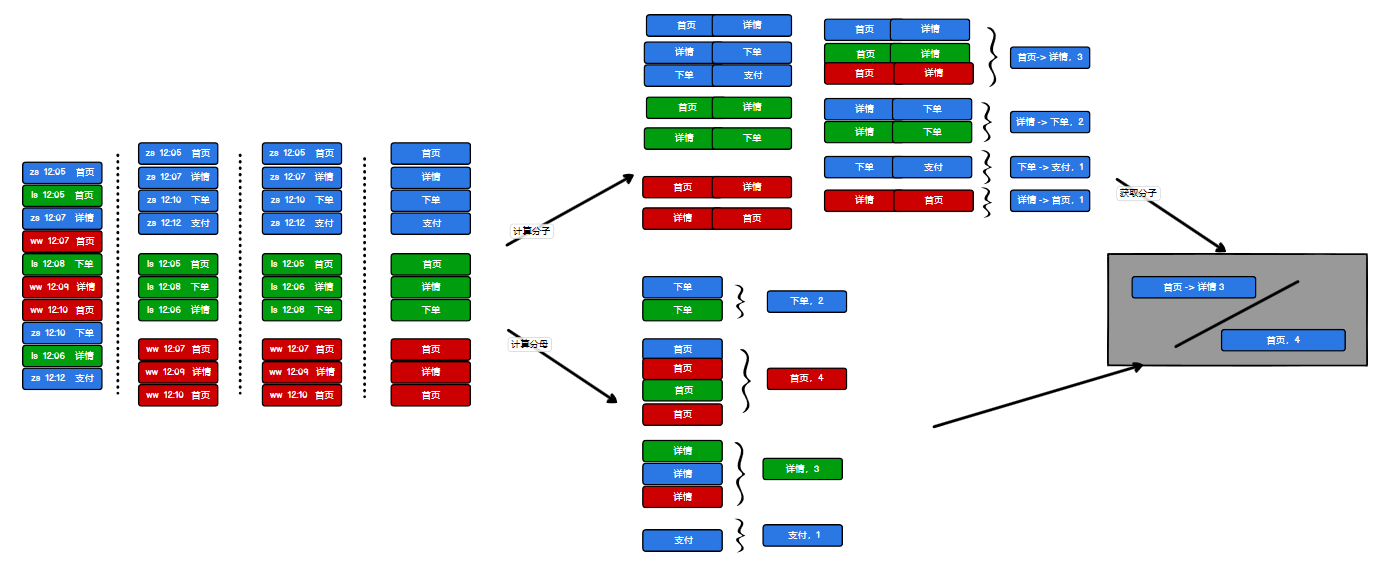 zs 12:05 首页
ls 12:05 首页
zs 12:07 详情
ww 12:07 首页
ls 12:08 下单
ww 12:09 详情
ww 12:10 首页
zs 12:10 下单
ls 12:06 详情
zs 12:12 支付
zs 12:05 首页
zs 12:07 详情
zs 12:10 下单
zs 12:12 支付
ls 12:05 首页
ls 12:08 下单
ls 12:06 详情
ww 12:07 首页
ww 12:09 详情
ww 12:10 首页
zs 12:05 首页
zs 12:07 详情
zs 12:10 下单
zs 12:12 支付
ls 12:05 首页
ls 12:06 详情
ls 12:08 下单
ww 12:07 首页
ww 12:09 详情
ww 12:10 首页
首页
详情
下单
支付
首页
详情
下单
首页
详情
首页
计算分子
计算分母
首页 详情
详情 下单
下单 支付
首页 详情
详情 下单
首页 详情
详情 首页
首页 详情
首页 详情
首页 详情
首页-> 详情，3
详情 下单
详情 下单
详情 -> 下单，2
下单 支付
下单 -> 支付，1
详情 首页
详情 -> 首页，1
下单
下单
下单，2
首页
首页
首页
首页
首页，4
详情
详情
详情
详情，3
支付
支付，1
获取分子
首页 -> 详情 3
首页，4